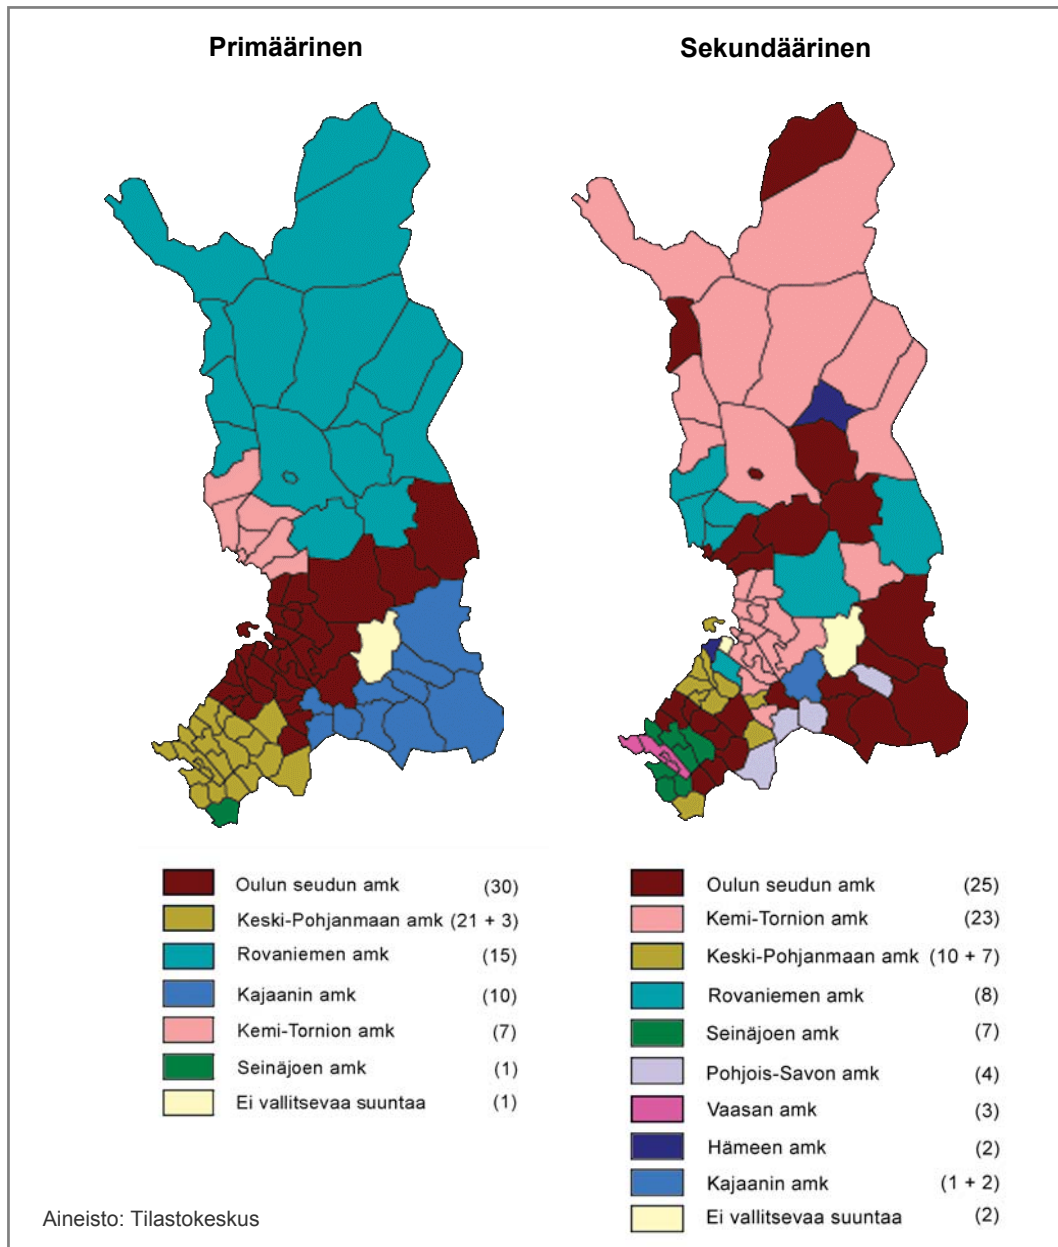 Primäärinen
Sekundäärinen
Oulun seudun amk (30)
Keski-Pohjanmaan amk (21 + 3)
Rovaniemen amk (15)
Kajaanin amk (10)
Kemi-Tornion amk (7)
Seinäjoen amk (1)
Ei vallitsevaa suuntaa (1)
Oulun seudun amk (25)
Kemi-Tornion amk (23)
Keski-Pohjanmaan amk (10 + 7)
Rovaniemen amk (8)
Seinäjoen amk (7)
Pohjois-Savon amk (4)
Vaasan amk (3)
Hämeen amk (2)
Kajaanin amk (1 + 2)
Ei vallitsevaa suuntaa (2)
Aineisto: Tilastokeskus